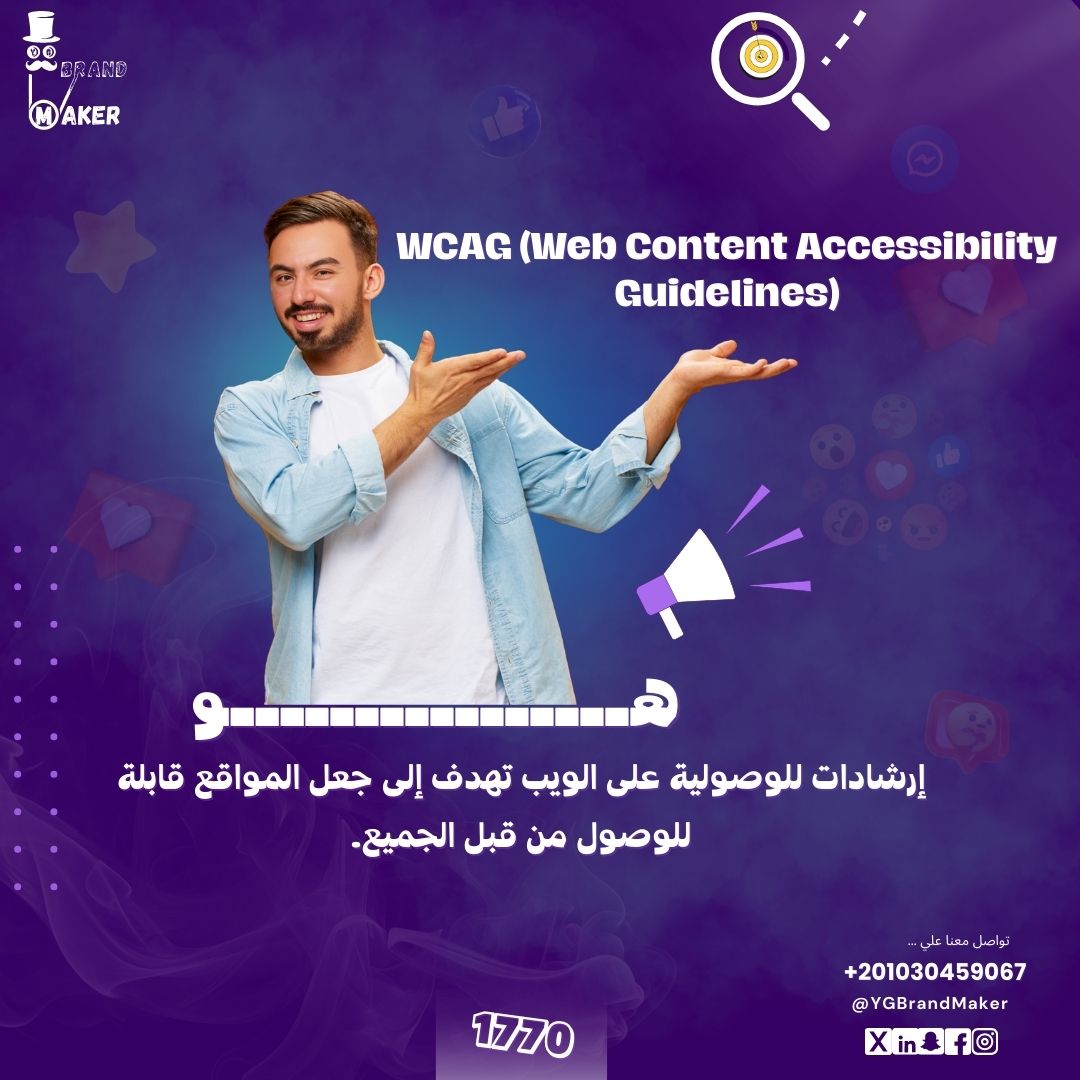 BRAND
MAKER
WCAG (Web Content Accessibility
Guidelines)
هـــــــــــــــــو
إرشادات للوصولية على الويب تهدف إلى جعل المواقع قابلة
للوصول من قبل الجميع.
تواصل معنا علي ...
+201030459067
@YGBrandMaker
1770